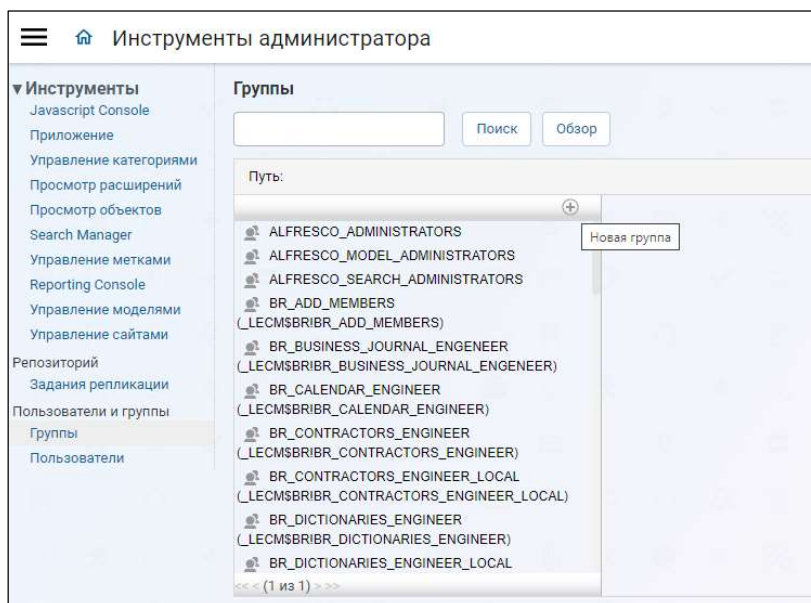 Инструменты администратора
Инструменты
Javascript Console
Приложение
Управление категориями
Просмотр расширений
Просмотр объектов
Search Manager
Управление метками
Reporting Console
Управление моделями
Управление сайтами
Репозиторий
Задания репликации
Пользователи и группы
Группы
Пользователи
Группы
Поиск
Обзор
Путь:
Новая группа
ALFRESCO_ADMINISTRATORS
ALFRESCO_MODEL_ADMINISTRATORS
ALFRESCO_SEARCH_ADMINISTRATORS
BR_ADD_MEMBERS
(_LECM$BR!BR_ADD_MEMBERS)
BR_BUSINESS_JOURNAL_ENGENEER
(_LECM$BR!BR_BUSINESS_JOURNAL_ENGENEER)
BR_CALENDAR_ENGINEER
(_LECM$BR!BR_CALENDAR_ENGINEER)
BR_CONTRACTORS_ENGINEER
(_LECM$BR!BR_CONTRACTORS_ENGINEER)
BR_CONTRACTORS_ENGINEER_LOCAL
(_LECM$BR!BR_CONTRACTORS_ENGINEER_LOCAL)
BR_DICTIONARIES_ENGINEER
(_LECM$BR!BR_DICTIONARIES_ENGINEER)
BR_DICTIONARIES_ENGINEER_LOCAL
<< < (1 из 1) > >>